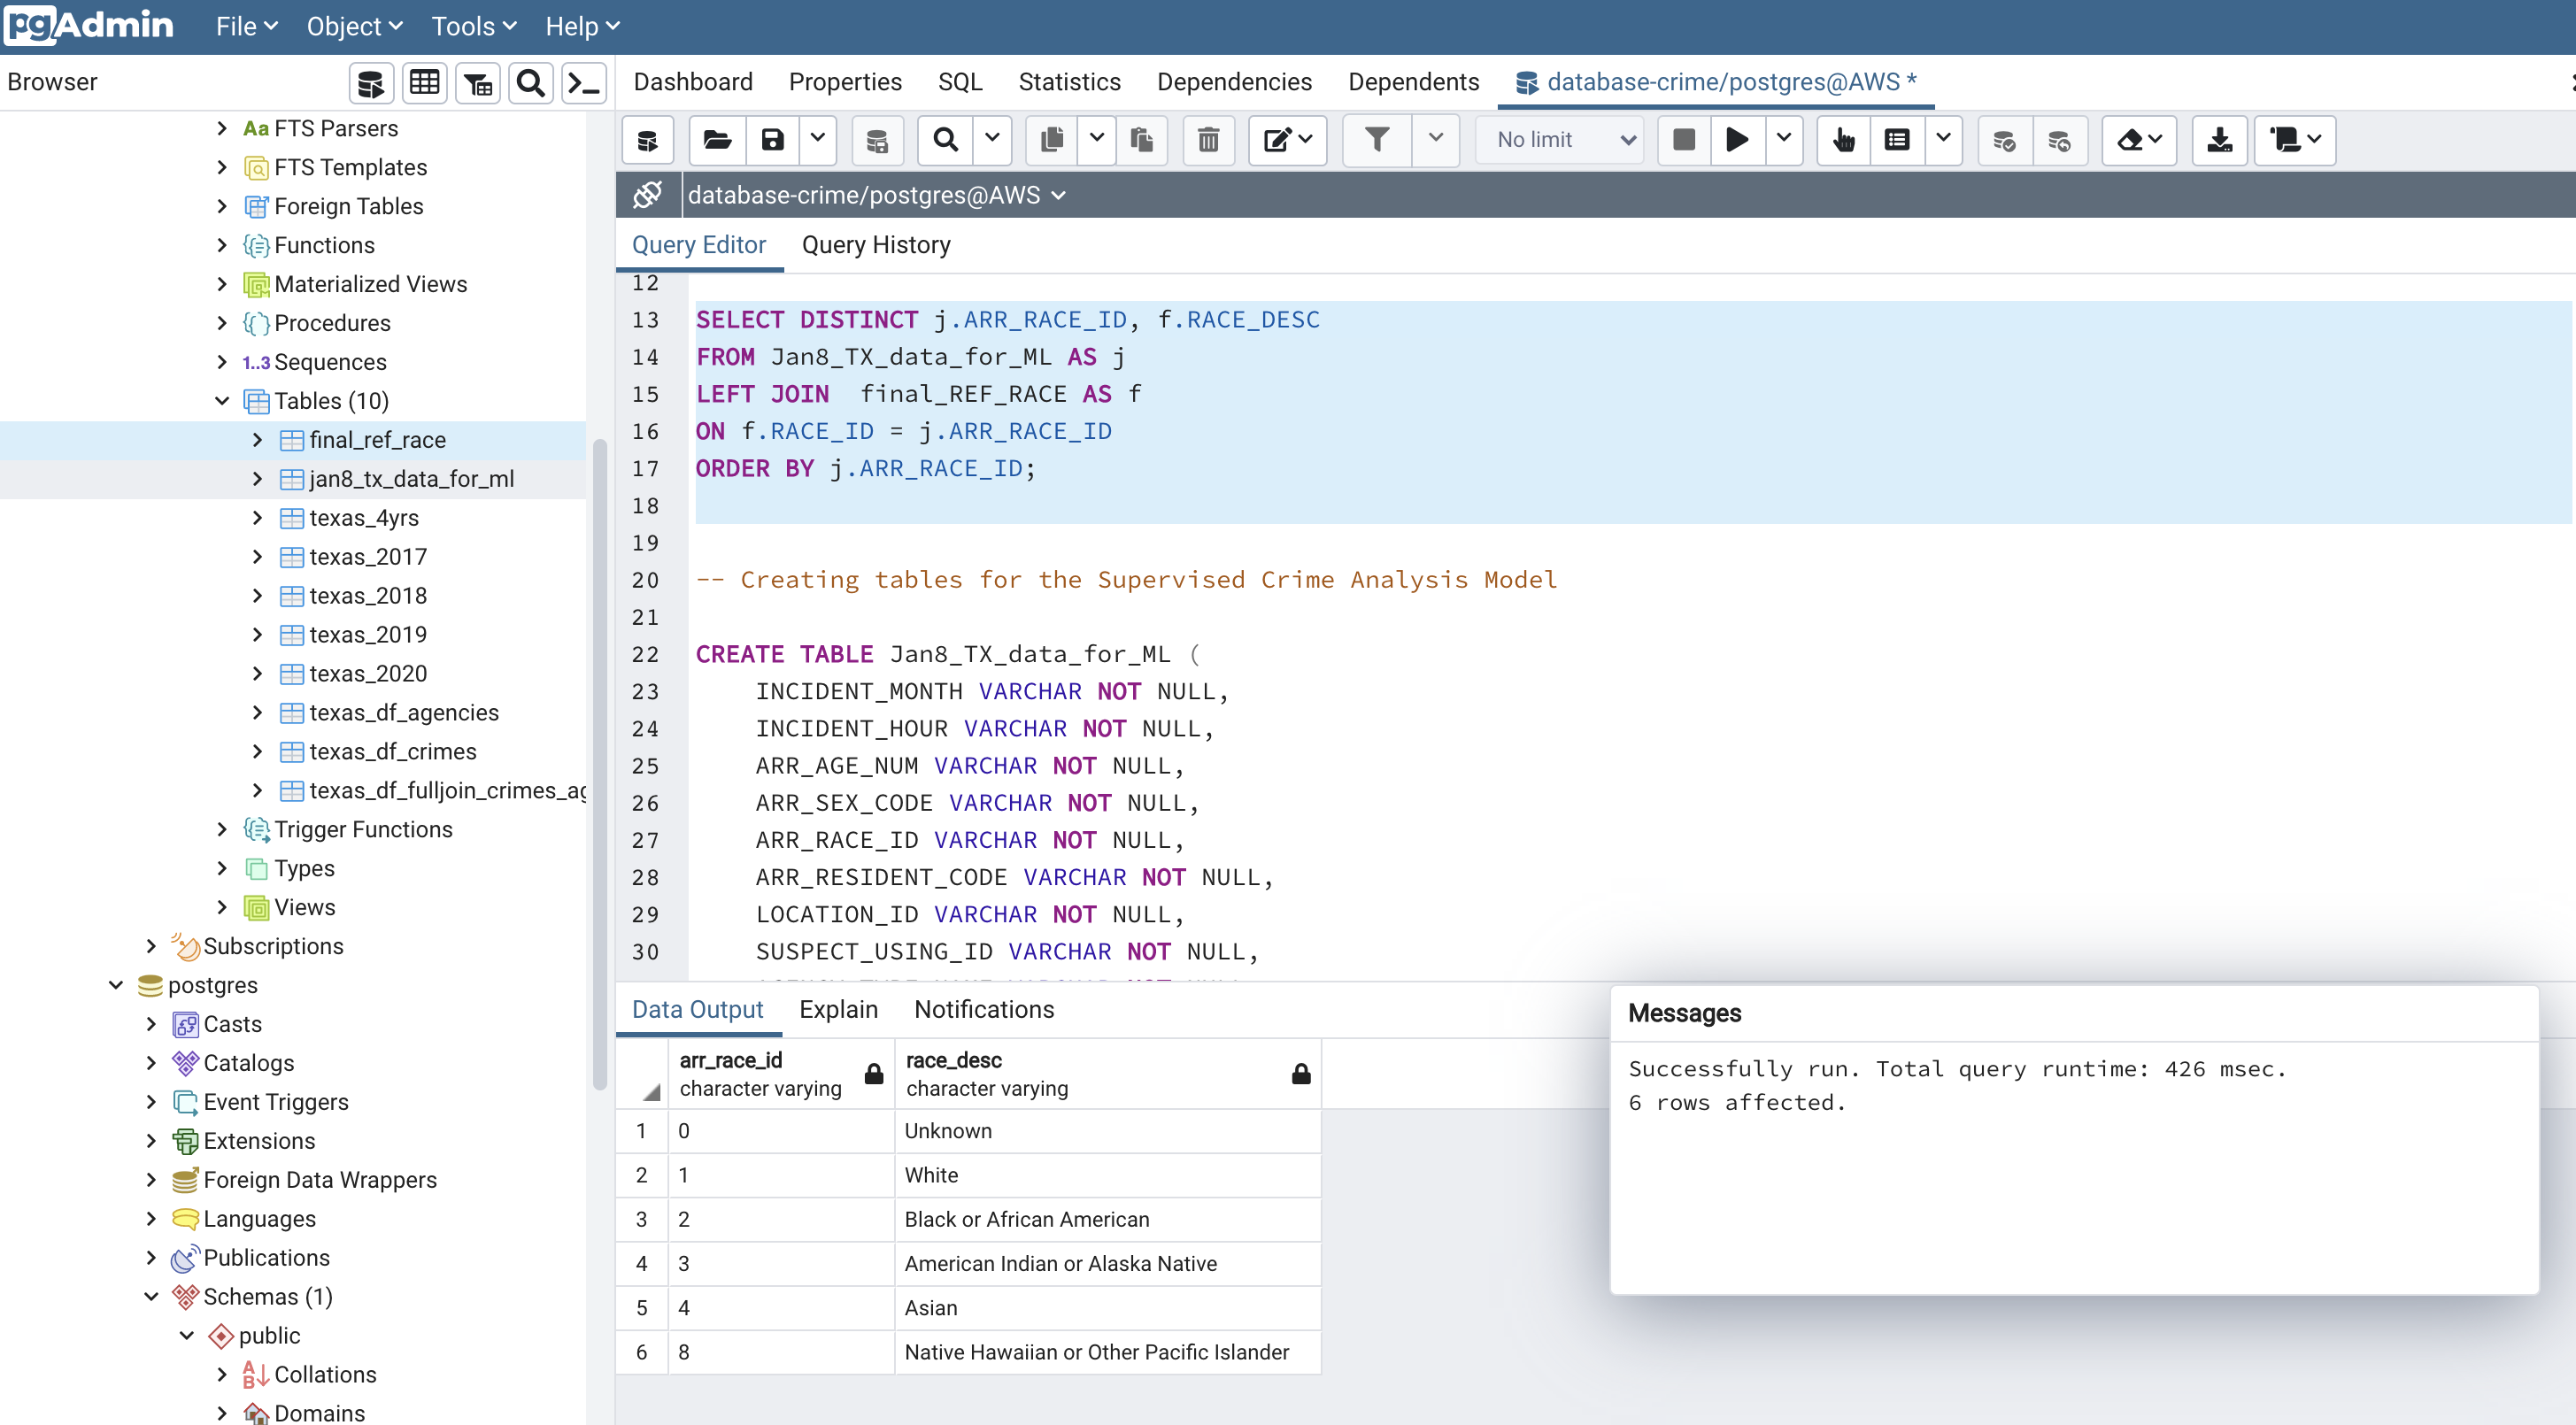 pgAdmin File Object Tools Help
Browser
Dashboard Properties SQL Statistics Dependencies Dependents database-crime/postgres@AWS *
No limit
database-crime/postgres@AWS
Query Editor Query History
Aa FTS Parsers
FTS Templates
Foreign Tables
Functions
Materialized Views
Procedures
1..3 Sequences
Tables (10)
final_ref_race
jan8_tx_data_for_ml
texas_4yrs
texas_2017
texas_2018
texas_2019
texas_2020
texas_df_agencies
texas_df_crimes
texas_df_fulljoin_crimes_ag
Trigger Functions
Types
Views
Subscriptions
postgres
Casts
Catalogs
Event Triggers
Extensions
Foreign Data Wrappers
Languages
Publications
Schemas (1)
public
Collations
Domains
12
13 SELECT DISTINCT j.ARR_RACE_ID, f.RACE_DESC
14 FROM Jan8_TX_data_for_ML AS j
15 LEFT JOIN final_REF_RACE AS f
16 ON f.RACE_ID = j.ARR_RACE_ID
17 ORDER BY j.ARR_RACE_ID;
18
19
20 -- Creating tables for the Supervised Crime Analysis Model
21
22 CREATE TABLE Jan8_TX_data_for_ML (
23 INCIDENT_MONTH VARCHAR NOT NULL,
24 INCIDENT_HOUR VARCHAR NOT NULL,
25 ARR_AGE_NUM VARCHAR NOT NULL,
26 ARR_SEX_CODE VARCHAR NOT NULL,
27 ARR_RACE_ID VARCHAR NOT NULL,
28 ARR_RESIDENT_CODE VARCHAR NOT NULL,
29 LOCATION_ID VARCHAR NOT NULL,
30 SUSPECT_USING_ID VARCHAR NOT NULL,
Data Output Explain Notifications
arr_race_id race_desc
character varying character varying
1 0 Unknown
2 1 White
3 2 Black or African American
4 3 American Indian or Alaska Native
5 4 Asian
6 8 Native Hawaiian or Other Pacific Islander
Messages
Successfully run. Total query runtime: 426 msec.
6 rows affected.